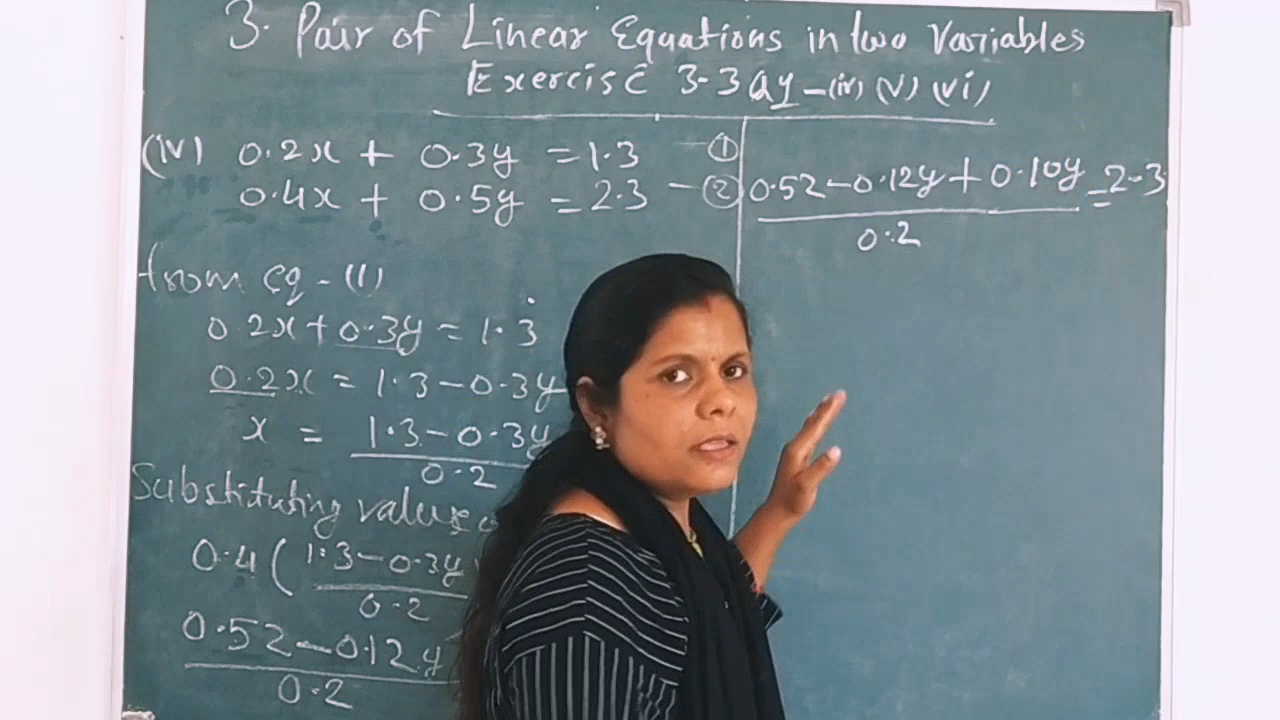 3. Pair of Linear Equations in two Variables
Exercise 3.3 Qy - (iv) (v) (vi)
(iv) 0.2x + 0.3y = 1.3 - ①
0.4x + 0.5y = 2.3 - ②
from eq - (1)
0.2x + 0.3y = 1.3
0.2x = 1.3 - 0.3y
x = 1.3 - 0.3y
0.2
Substituting value
0.4 ( 1.3 - 0.3y
0.2
0.52 - 0.12y
0.2
0.52 - 0.12y + 0.10y = 2.3
0.2